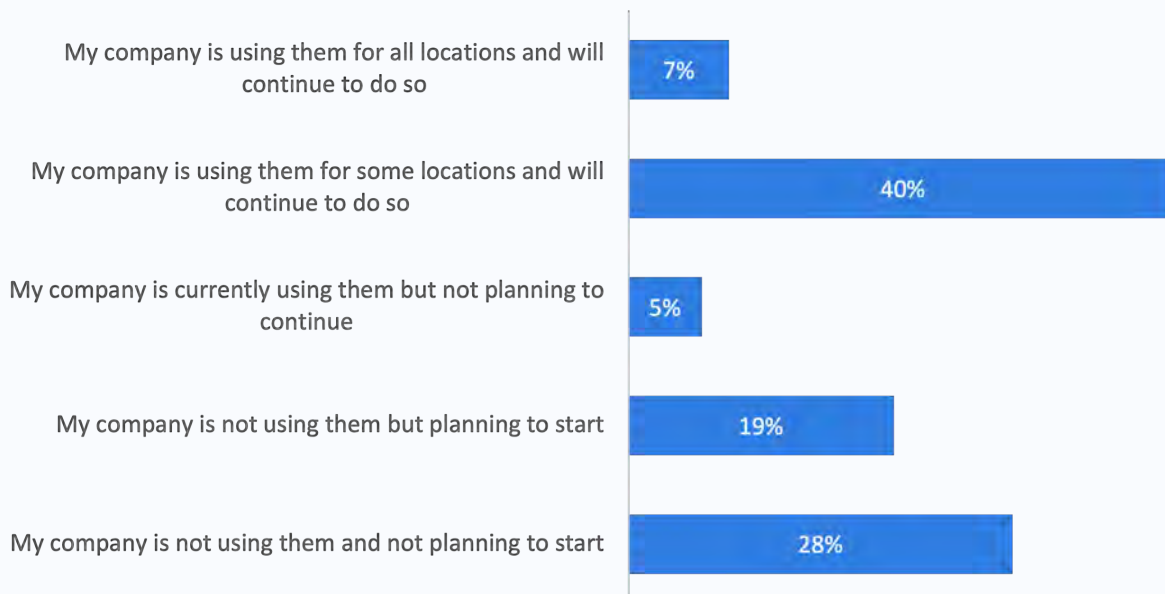 My company is using them for all locations and will
continue to do so
7%
My company is using them for some locations and will
continue to do so
40%
My company is currently using them but not planning to
continue
5%
My company is not using them but planning to start
19%
My company is not using them and not planning to start
28%